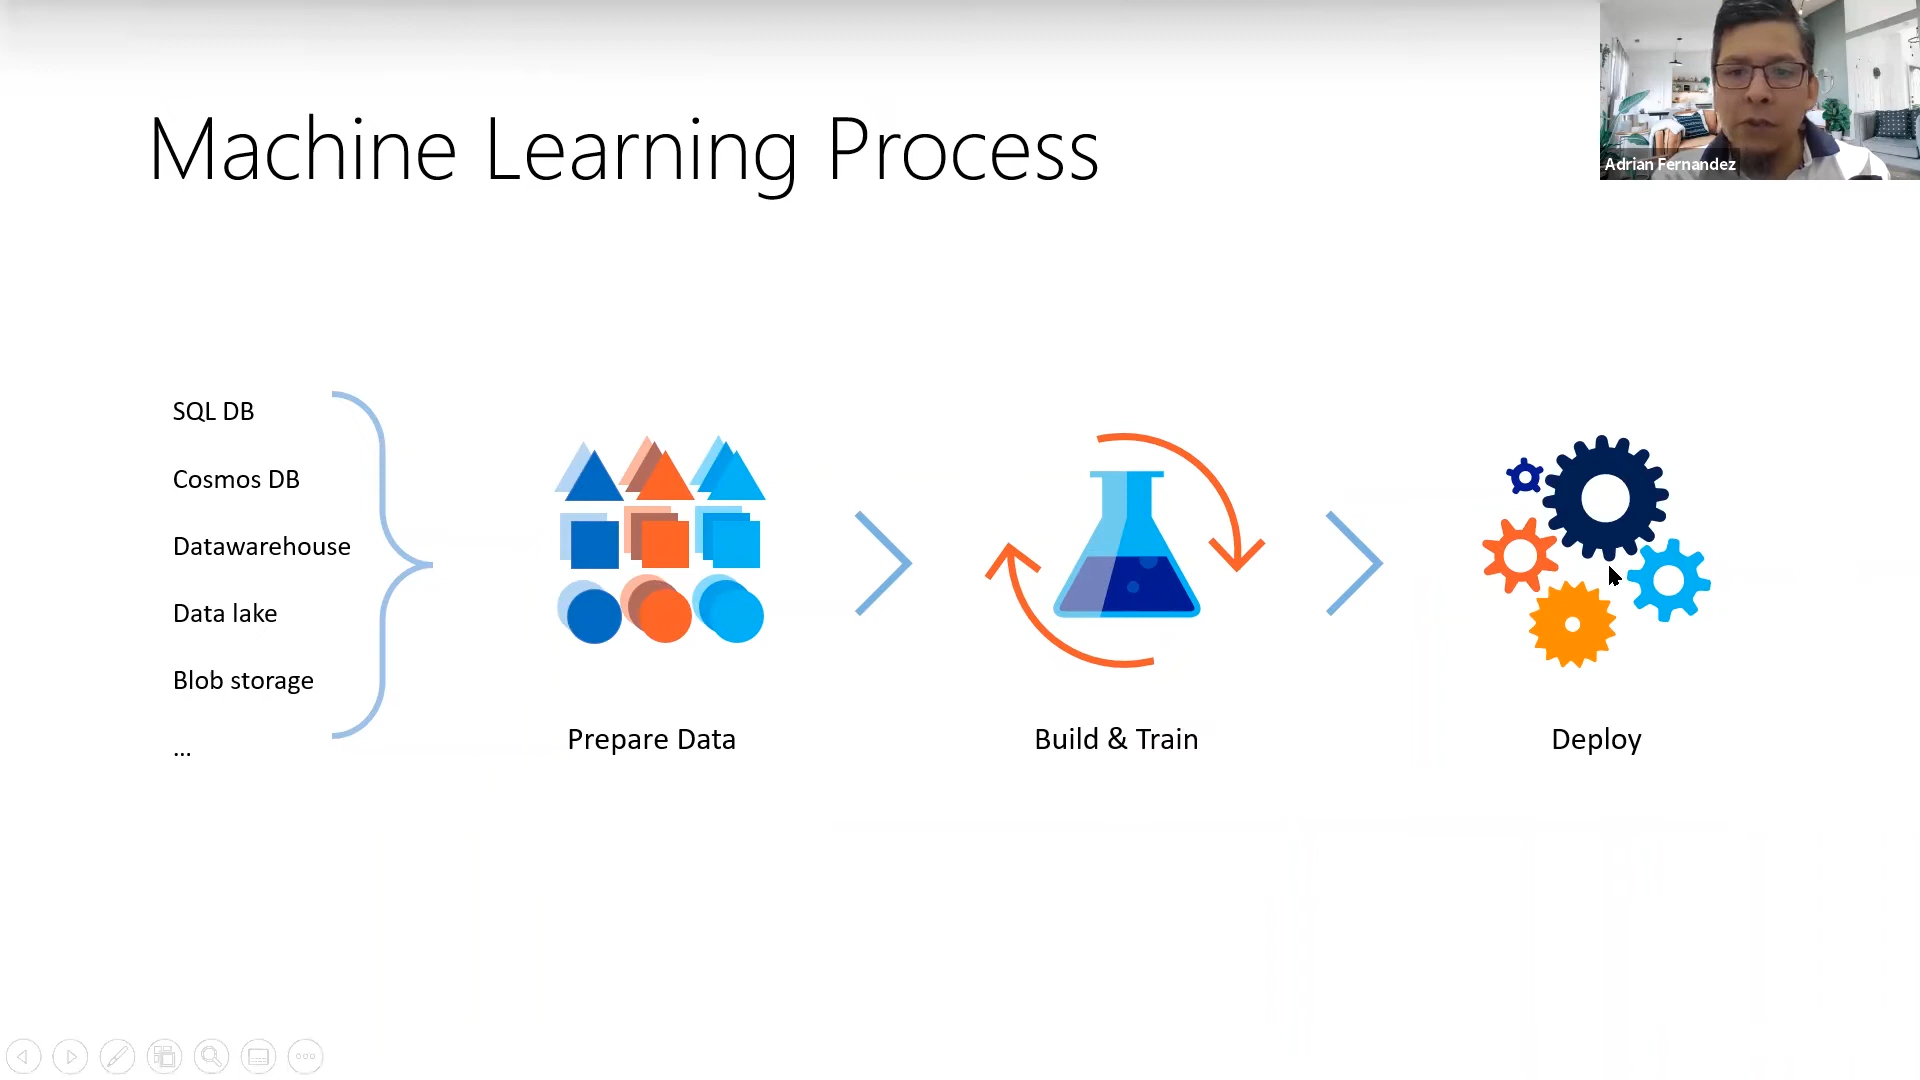 Machine Learning Process
Adrian Fernandez
SQL DB
Cosmos DB
Datawarehouse
Data lake
Blob storage
...
Prepare Data
Build & Train
Deploy